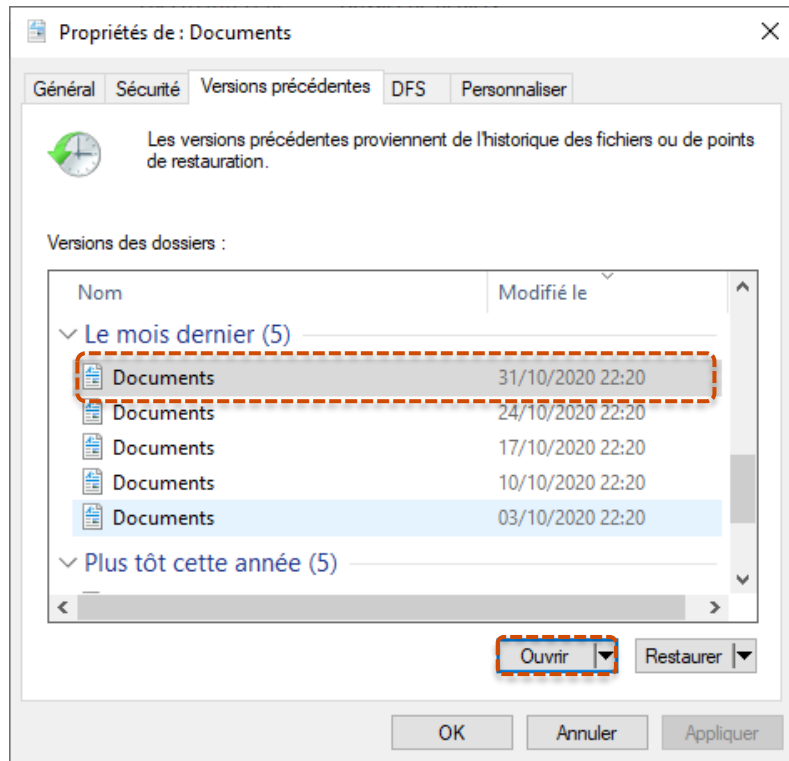 Propriétés de : Documents
Général Sécurité Versions précédentes DFS Personnaliser
Les versions précédentes proviennent de l'historique des fichiers ou de points
de restauration.
Versions des dossiers :
Nom Modifié le
Le mois dernier (5)
Documents 31/10/2020 22:20
Documents 24/10/2020 22:20
Documents 17/10/2020 22:20
Documents 10/10/2020 22:20
Documents 03/10/2020 22:20
Plus tôt cette année (5)
Ouvrir Restaurer
OK Annuler Appliquer